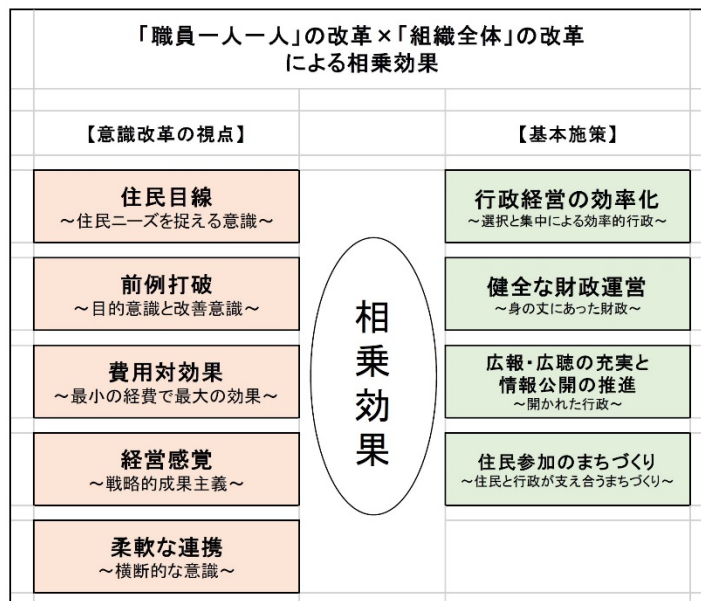 「職員一人一人」の改革×「組織全体」の改革
による相乗効果
【意識改革の視点】
住民目線
～住民ニーズを捉える意識～
前例打破
～目的意識と改善意識～
費用対効果
～最小の経費で最大の効果～
経営感覚
～戦略的成果主義～
柔軟な連携
～横断的な意識～
相乗効果
【基本施策】
行政経営の効率化
～選択と集中による効率的行政～
健全な財政運営
～身の丈にあった財政～
広報・広聴の充実と
情報公開の推進
～開かれた行政～
住民参加のまちづくり
～住民と行政が支え合うまちづくり～